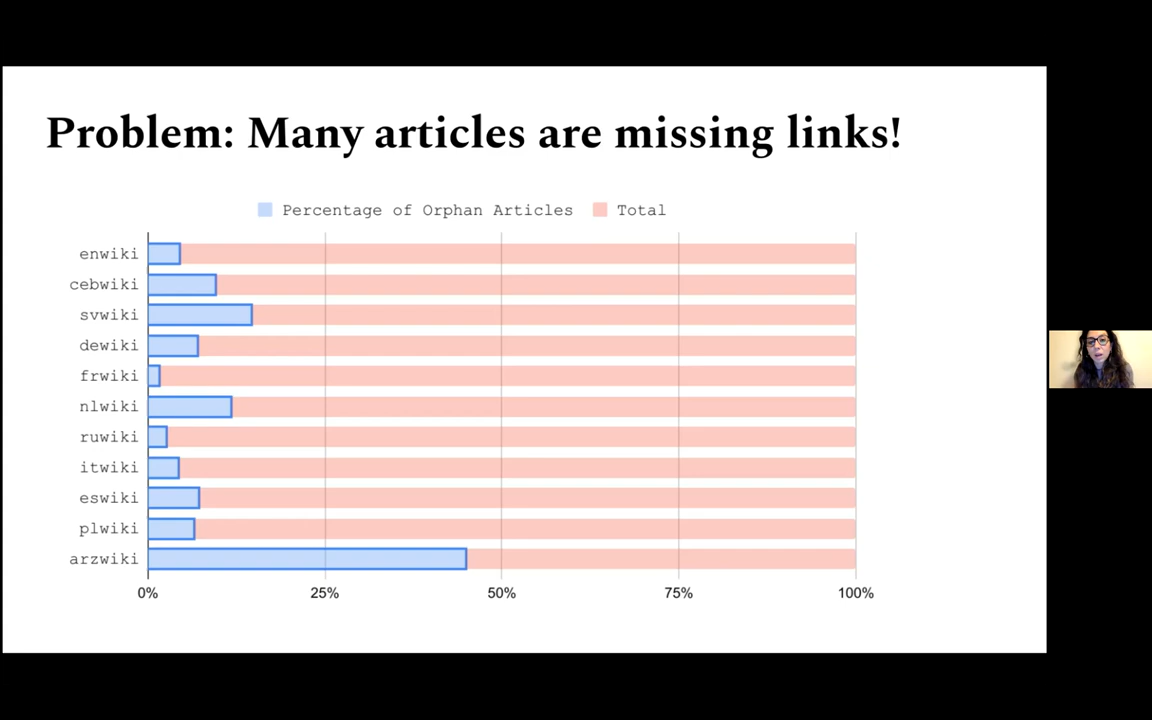 Problem: Many articles are missing links!
Percentage of Orphan Articles Total
enwiki
cebwiki
svwiki
dewiki
frwiki
nlwiki
ruwiki
itwiki
eswiki
plwiki
arzwiki
0% 25% 50% 75% 100%